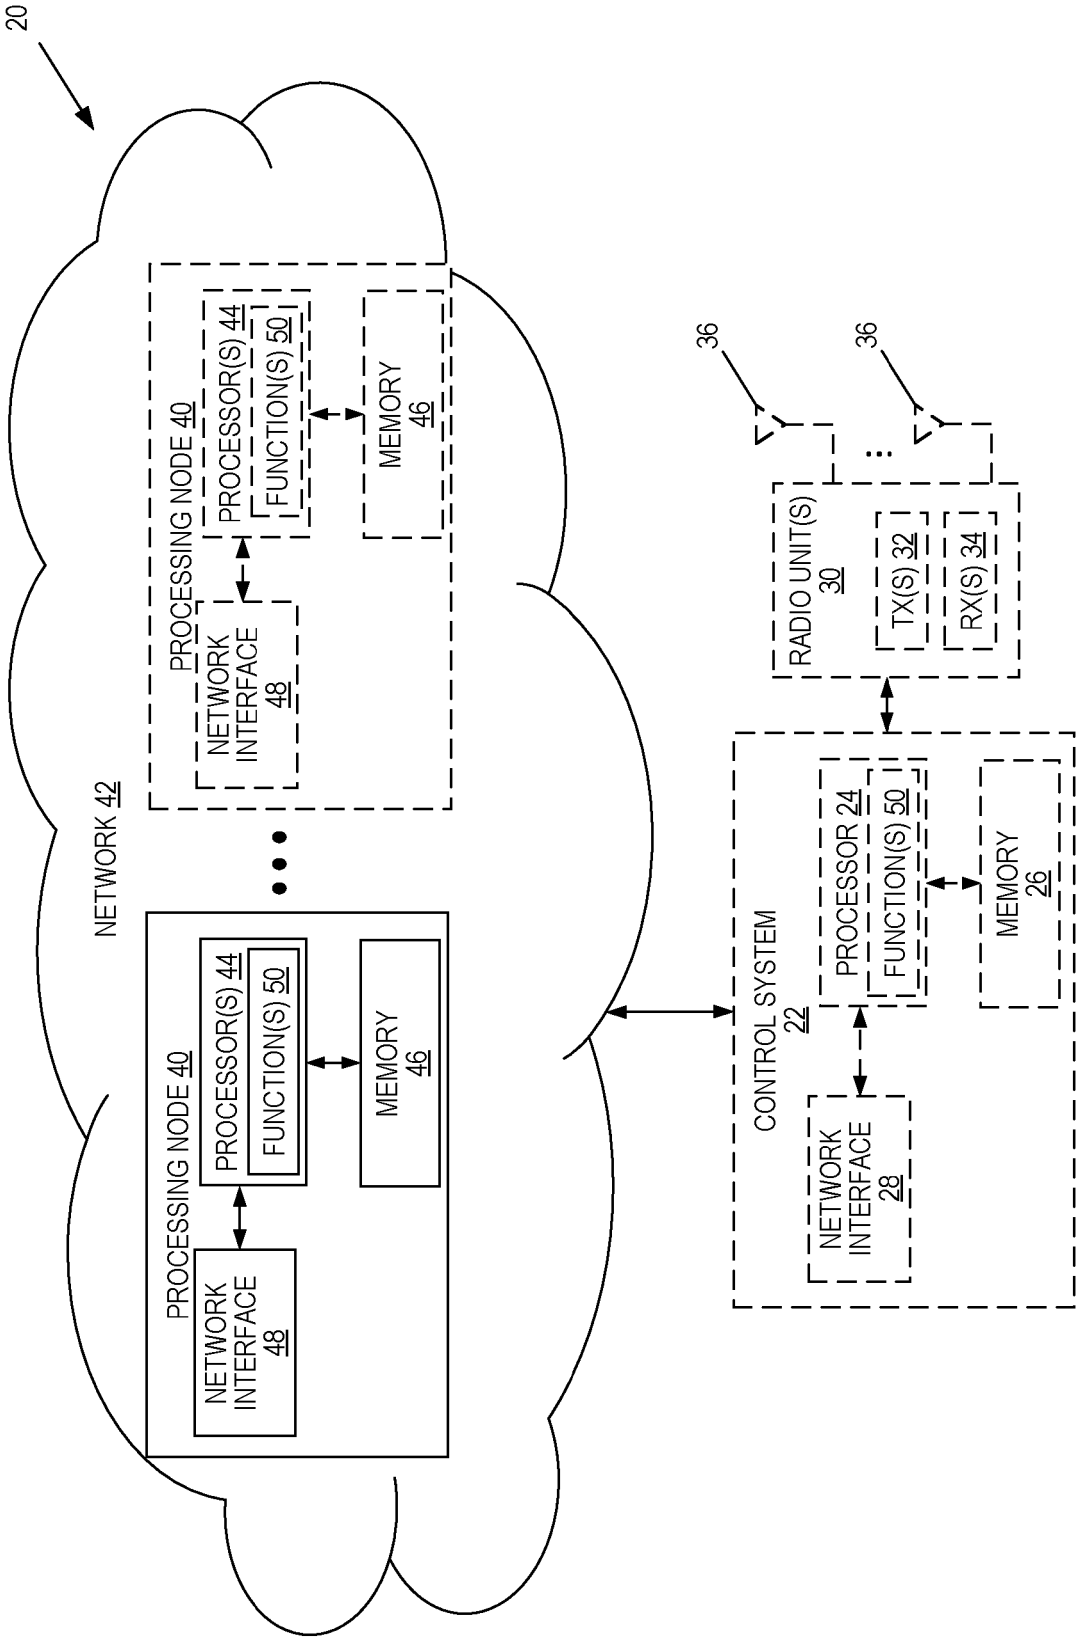 20
NETWORK 42
PROCESSING NODE 40
NETWORK
INTERFACE
48
PROCESSOR(S) 44
FUNCTION(S) 50
MEMORY
46
PROCESSING NODE 40
NETWORK
INTERFACE
48
PROCESSOR(S) 44
FUNCTION(S) 50
MEMORY
46
CONTROL SYSTEM
22
NETWORK
INTERFACE
28
PROCESSOR 24
FUNCTION(S) 50
MEMORY
26
RADIO UNIT(S)
30
TX(S) 32
RX(S) 34
36
36